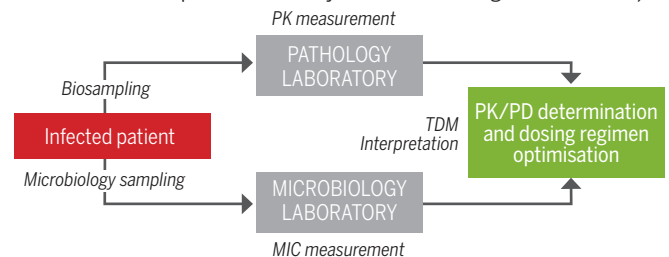 PK measurement
PATHOLOGY
LABORATORY
Biosampling
Infected patient
TDM
Interpretation
PK/PD determination
and dosing regimen
optimisation
Microbiology sampling
MICROBIOLOGY
LABORATORY
MIC measurement